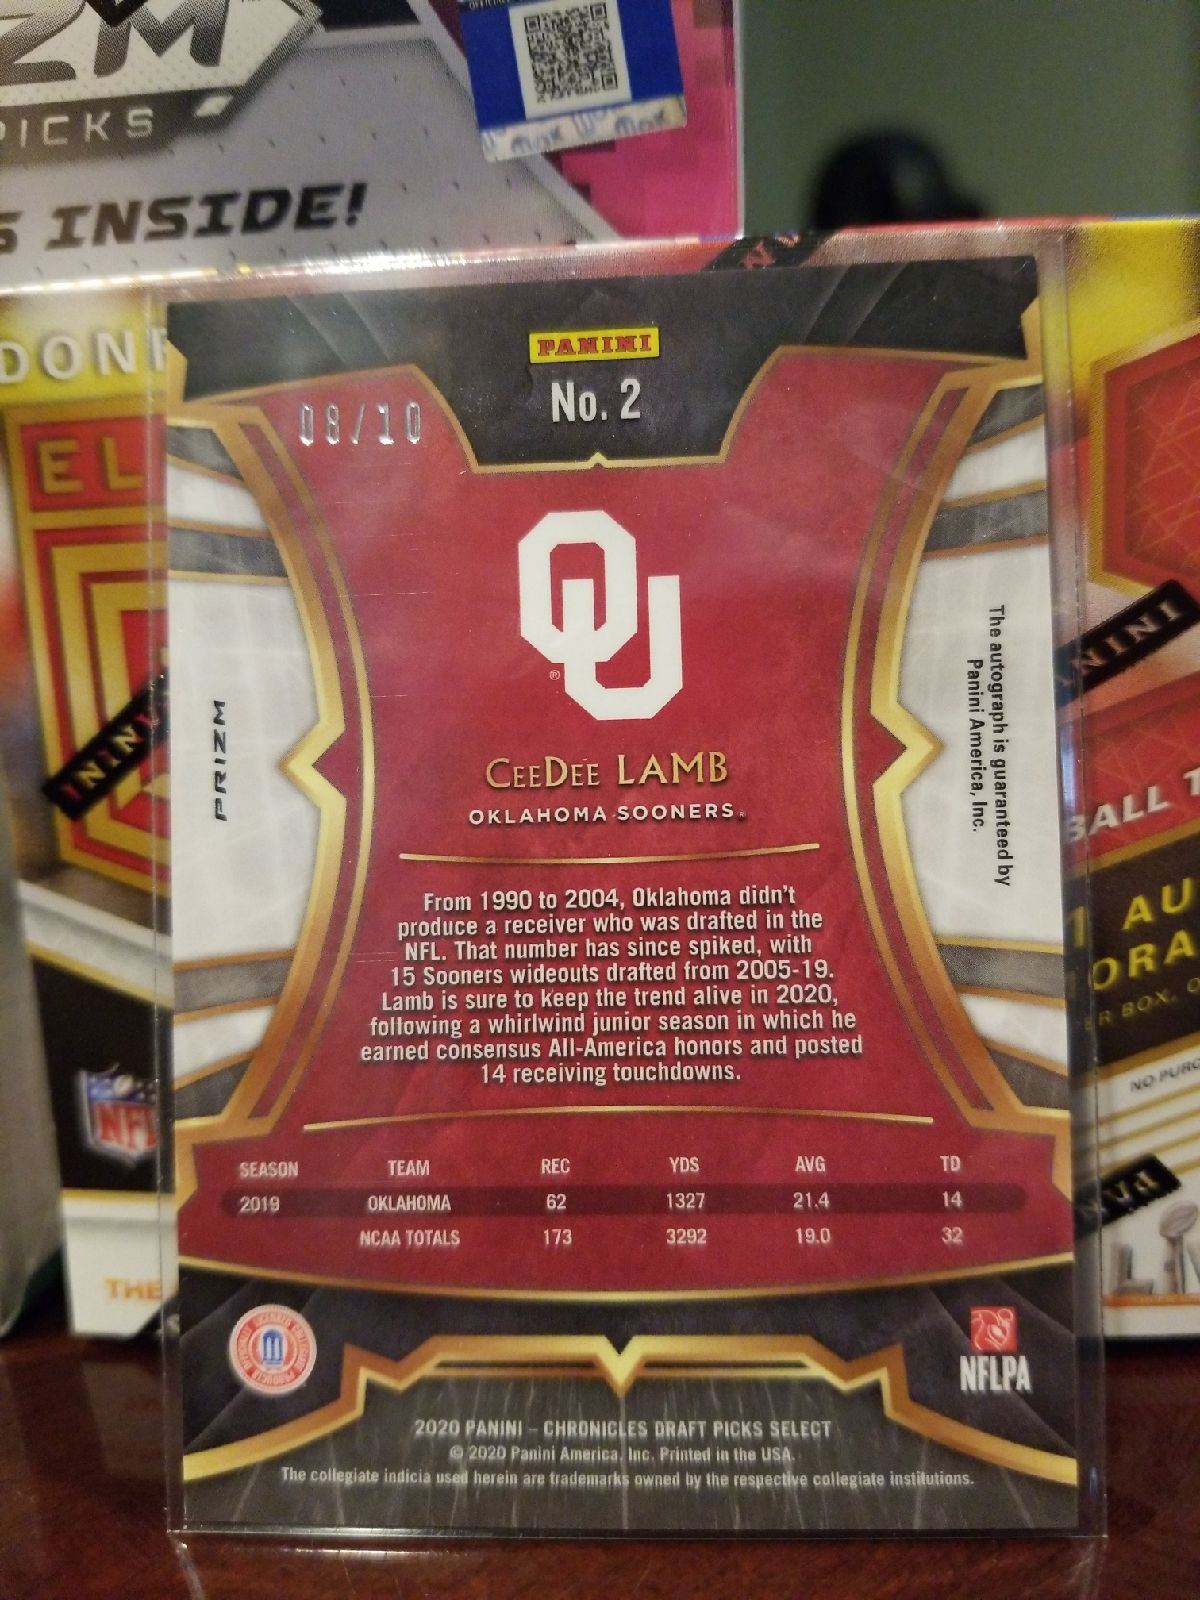 PICKS
INSIDE!
PANINI
No. 2
08/10
OU
®
CEEDEE LAMB
OKLAHOMA SOONERS®
PRIZM
The autograph is guaranteed by
Panini America, Inc.
From 1990 to 2004, Oklahoma didn't
produce a receiver who was drafted in the
NFL. That number has since spiked, with
15 Sooners wideouts drafted from 2005-19.
Lamb is sure to keep the trend alive in 2020,
following a whirlwind junior season in which he
earned consensus All-America honors and posted
14 receiving touchdowns.
SEASON TEAM REC YDS AVG TD
2019 OKLAHOMA 62 1327 21.4 14
NCAA TOTALS 173 3292 19.0 32
NFLPA
2020 PANINI – CHRONICLES DRAFT PICKS SELECT
© 2020 Panini America, Inc. Printed in the USA.
The collegiate indicia used herein are trademarks owned by the respective collegiate institutions.
NFL
THE